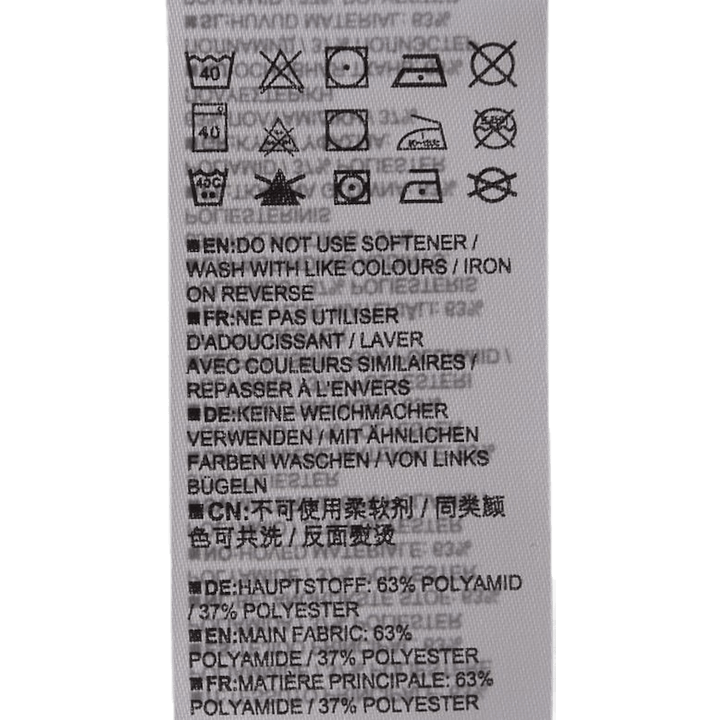 40
40
40C
■EN:DO NOT USE SOFTENER /
WASH WITH LIKE COLOURS / IRON
ON REVERSE
■FR:NE PAS UTILISER
D'ADOUCISSANT / LAVER
AVEC COULEURS SIMILAIRES /
REPASSER À L'ENVERS
■DE:KEINE WEICHMACHER
VERWENDEN / MIT ÄHNLICHEN
FARBEN WASCHEN / VON LINKS
BÜGELN
■CN:不可使用柔软剂 / 同类颜
色可共洗 / 反面熨烫
■DE:HAUPTSTOFF: 63% POLYAMID
/ 37% POLYESTER
■EN:MAIN FABRIC: 63%
POLYAMIDE / 37% POLYESTER
■FR:MATIÈRE PRINCIPALE: 63%
POLYAMIDE / 37% POLYESTER